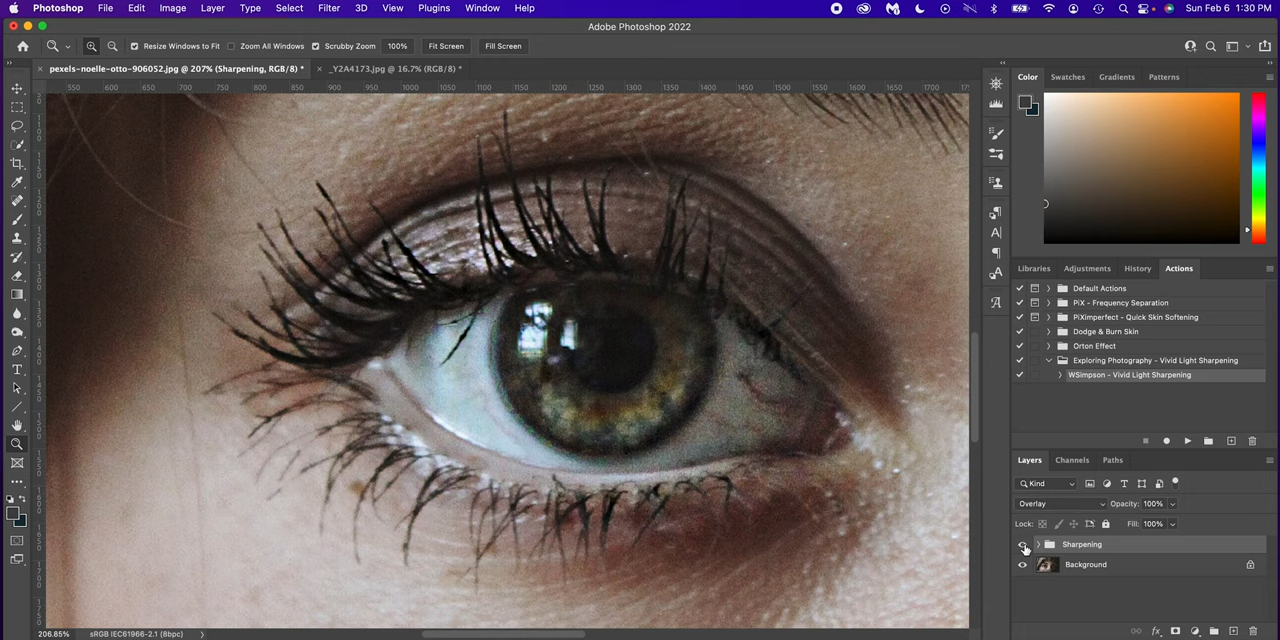 Photoshop File Edit Image Layer Type Select Filter 3D View Plugins Window Help Sun Feb 6 1:30 PM
Adobe Photoshop 2022
Resize Windows to Fit Zoom All Windows Scrubby Zoom 100% Fit Screen Fill Screen
pexels-noelle-otto-906052.jpg @ 207% (Sharpening, RGB/8) * _Y2A4173.jpg @ 16.7% (RGB/8) *
550 600 650 700 750 800 850 900 950 1000 1050 1100 1150 1200 1250 1300 1350 1400 1450 1500 1550 1600 1650 1700
Color Swatches Gradients Patterns
Libraries Adjustments History Actions
Default Actions
PiX - Frequency Separation
PiXimperfect - Quick Skin Softening
Dodge & Burn Skin
Orton Effect
Exploring Photography - Vivid Light Sharpening
WSimpson - Vivid Light Sharpening
Layers Channels Paths
Kind
Overlay Opacity: 100%
Lock: Fill: 100%
Sharpening
Background
206.85% sRGB IEC61966-2.1 (8bpc)